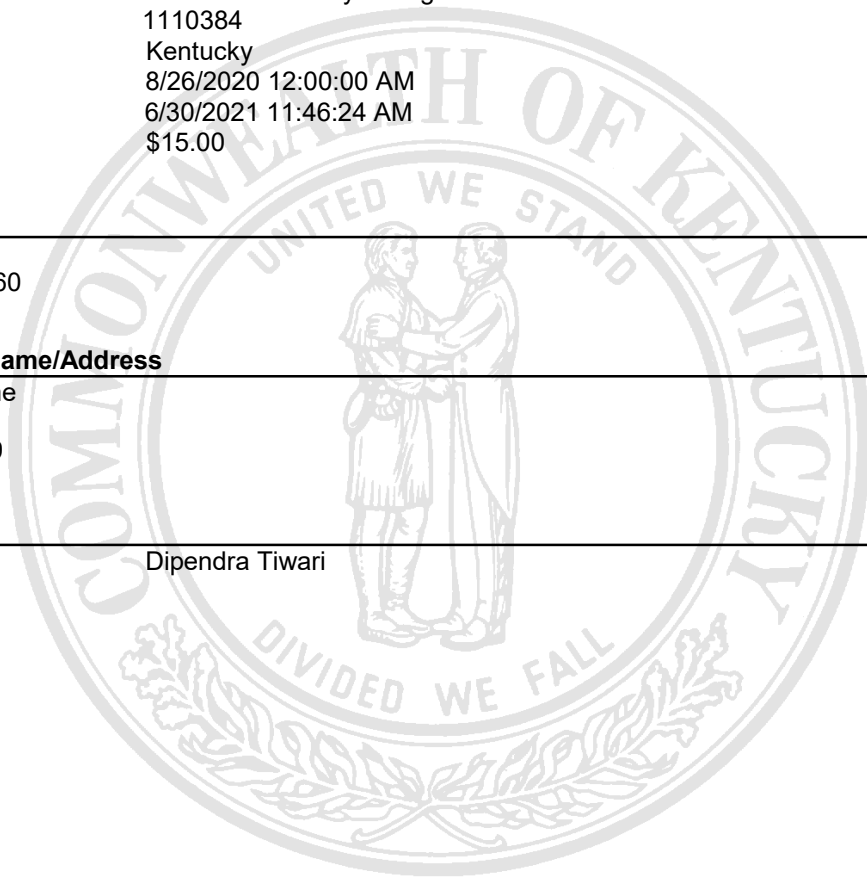 1110384
Kentucky
8/26/2020 12:00:00 AM
6/30/2021 11:46:24 AM
$15.00
COMMONWEALTH OF KENTUCKY
UNITED WE STAND
60
ame/Address
Dipendra Tiwari
DIVIDED WE FALL